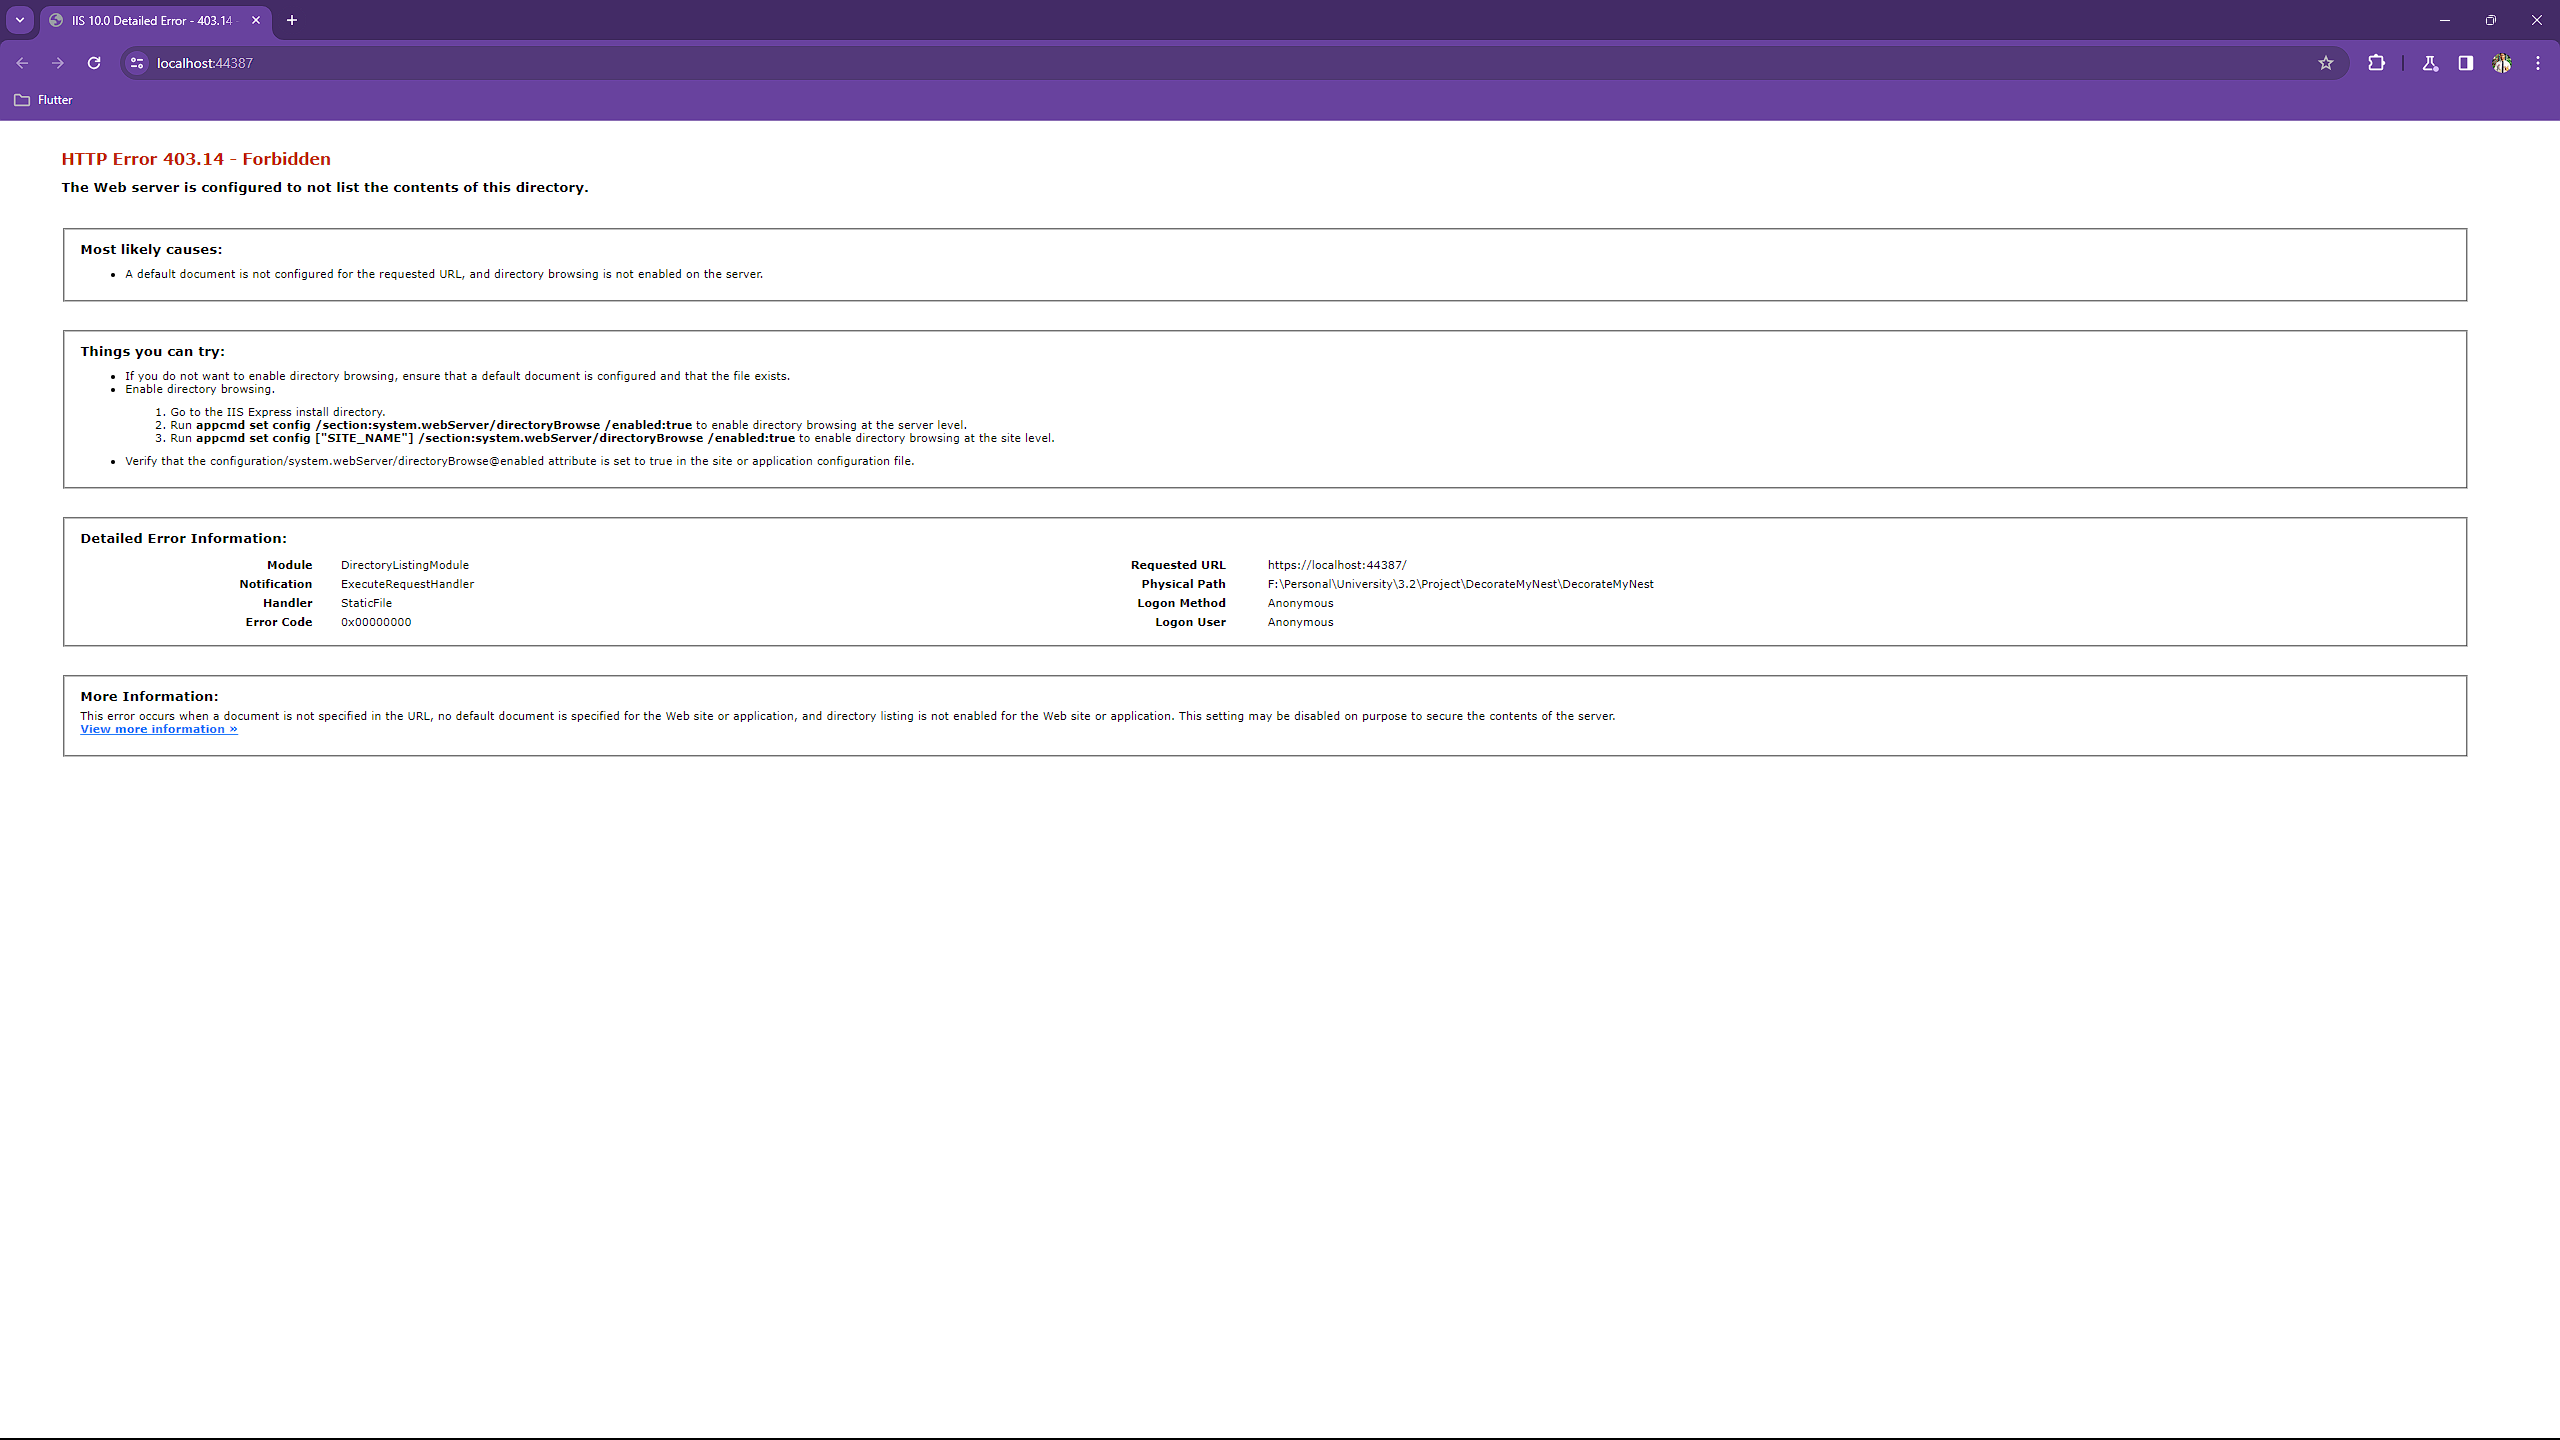 IIS 10.0 Detailed Error - 403.14
localhost:44387
Flutter
HTTP Error 403.14 - Forbidden
The Web server is configured to not list the contents of this directory.
Most likely causes:
• A default document is not configured for the requested URL, and directory browsing is not enabled on the server.
Things you can try:
• If you do not want to enable directory browsing, ensure that a default document is configured and that the file exists.
• Enable directory browsing.
1. Go to the IIS Express install directory.
2. Run appcmd set config /section:system.webServer/directoryBrowse /enabled:true to enable directory browsing at the server level.
3. Run appcmd set config ["SITE_NAME"] /section:system.webServer/directoryBrowse /enabled:true to enable directory browsing at the site level.
• Verify that the configuration/system.webServer/directoryBrowse@enabled attribute is set to true in the site or application configuration file.
Detailed Error Information:
Module DirectoryListingModule
Notification ExecuteRequestHandler
Handler StaticFile
Error Code 0x00000000
Requested URL https://localhost:44387/
Physical Path F:\Personal\University\3.2\Project\DecorateMyNest\DecorateMyNest
Logon Method Anonymous
Logon User Anonymous
More Information:
This error occurs when a document is not specified in the URL, no default document is specified for the Web site or application, and directory listing is not enabled for the Web site or application. This setting may be disabled on purpose to secure the contents of the server.
View more information »